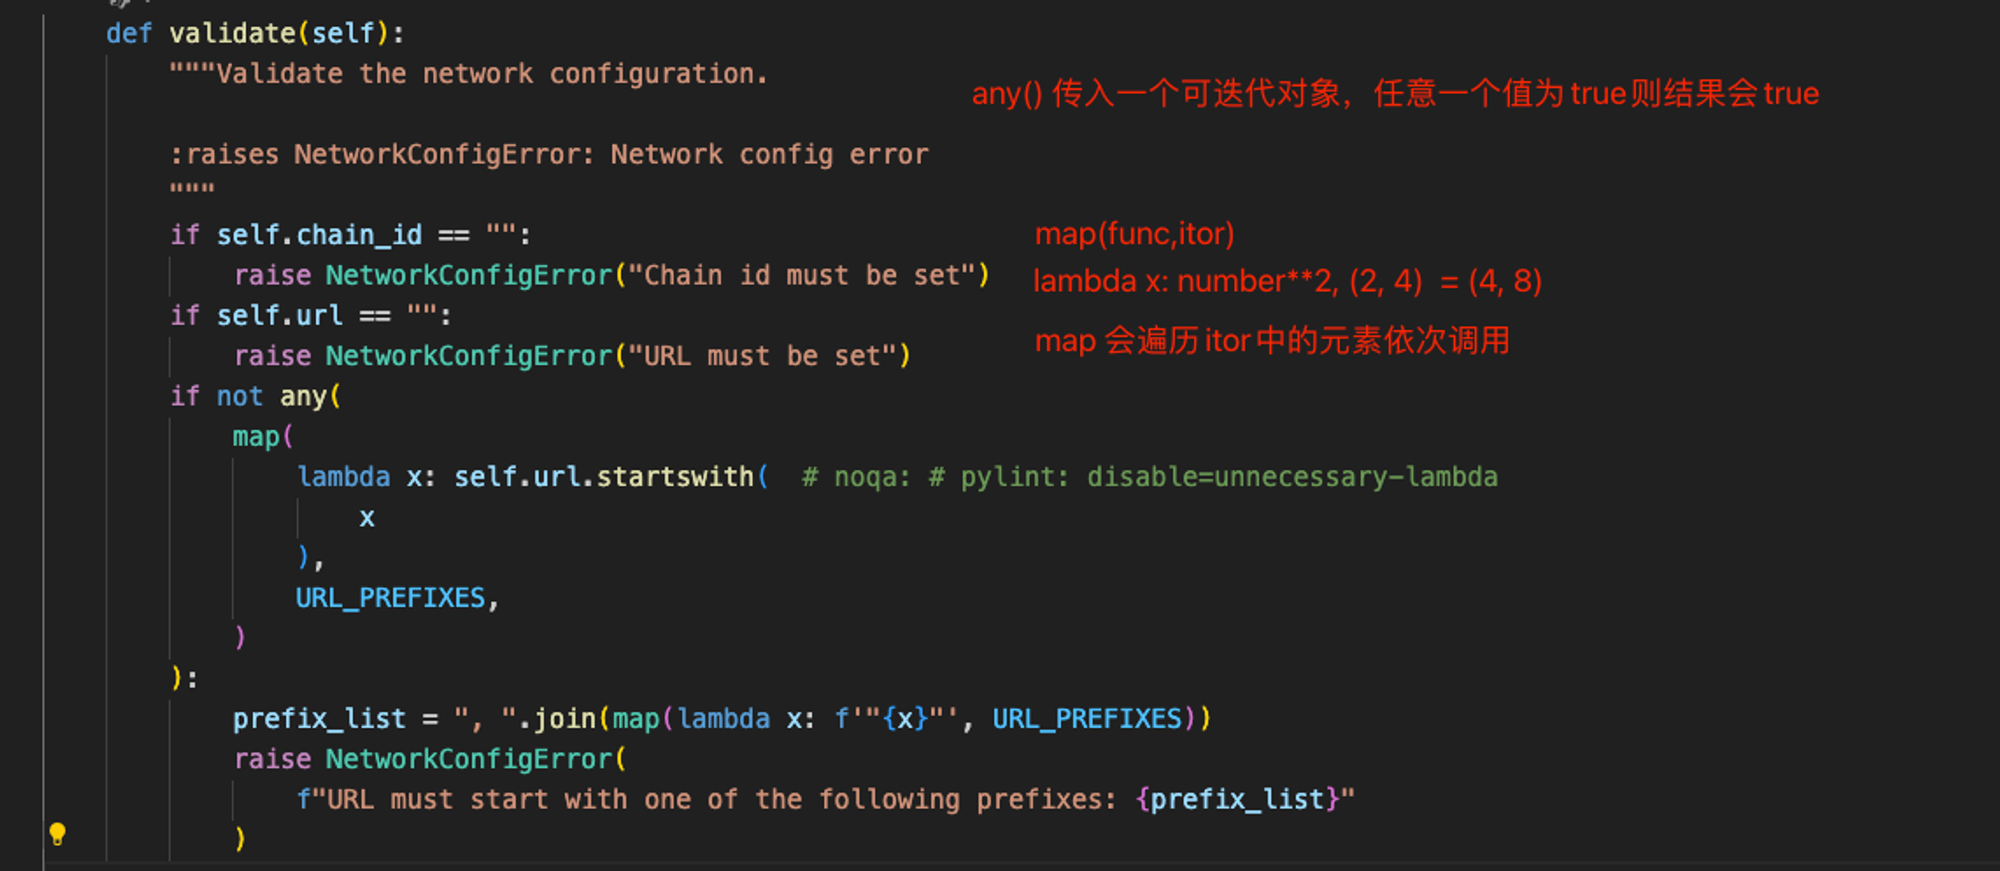 def validate(self):
"""Validate the network configuration.
any() 传入一个可迭代对象，任意一个值为 true 则结果会 true
:raises NetworkConfigError: Network config error
"""
if self.chain_id == "":
map(func,itor)
raise NetworkConfigError("Chain id must be set")
lambda x: number**2, (2, 4) = (4, 8)
if self.url == "":
map 会遍历 itor 中的元素依次调用
raise NetworkConfigError("URL must be set")
if not any(
map(
lambda x: self.url.startswith(  # noqa: # pylint: disable=unnecessary-lambda
x
),
URL_PREFIXES,
)
):
prefix_list = ", ".join(map(lambda x: f'"{x}"', URL_PREFIXES))
raise NetworkConfigError(
f"URL must start with one of the following prefixes: {prefix_list}"
)